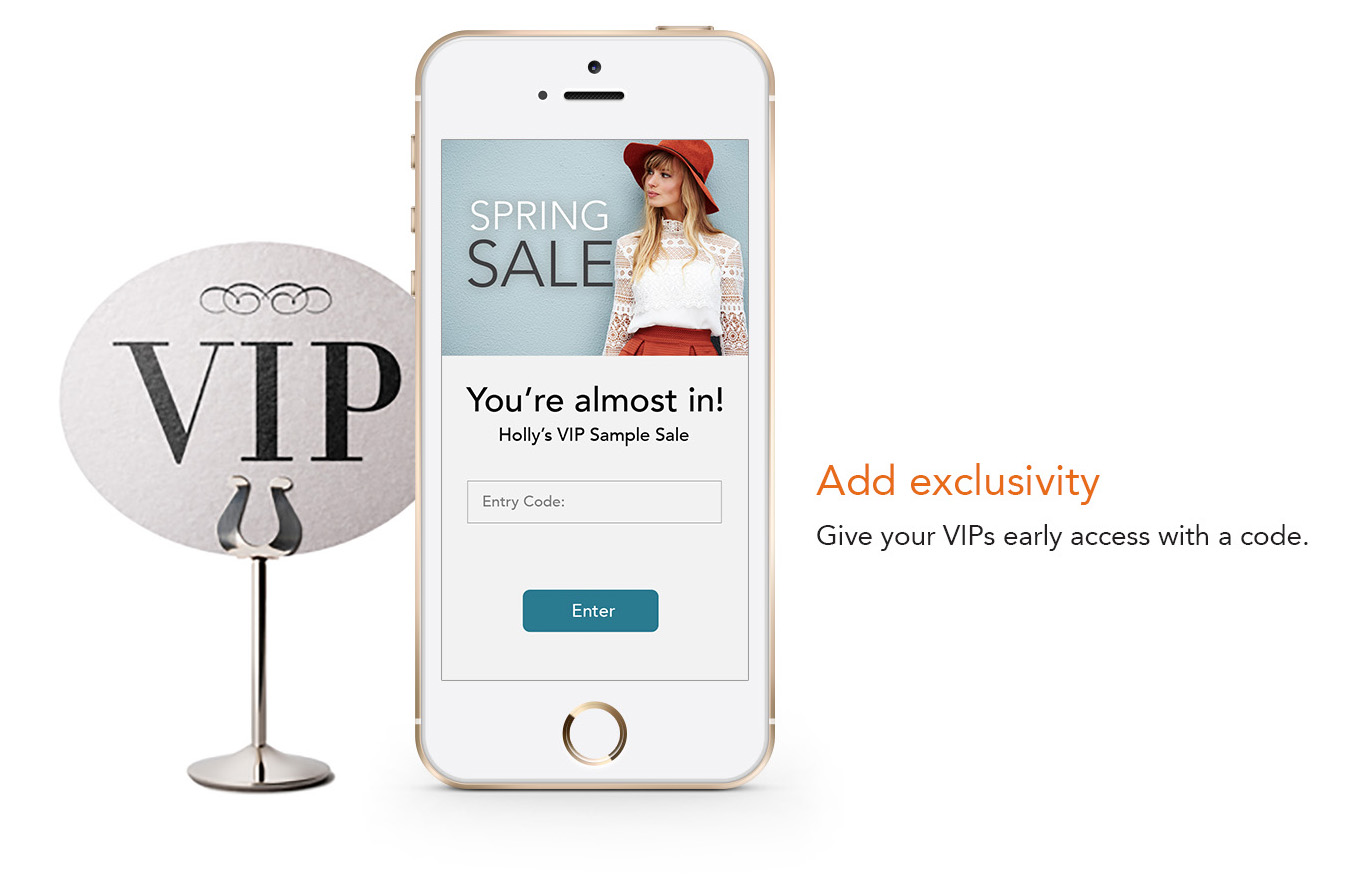 VIP
SPRING
SALE
You're almost in!
Holly's VIP Sample Sale
Entry Code:
Enter
Add exclusivity
Give your VIPs early access with a code.